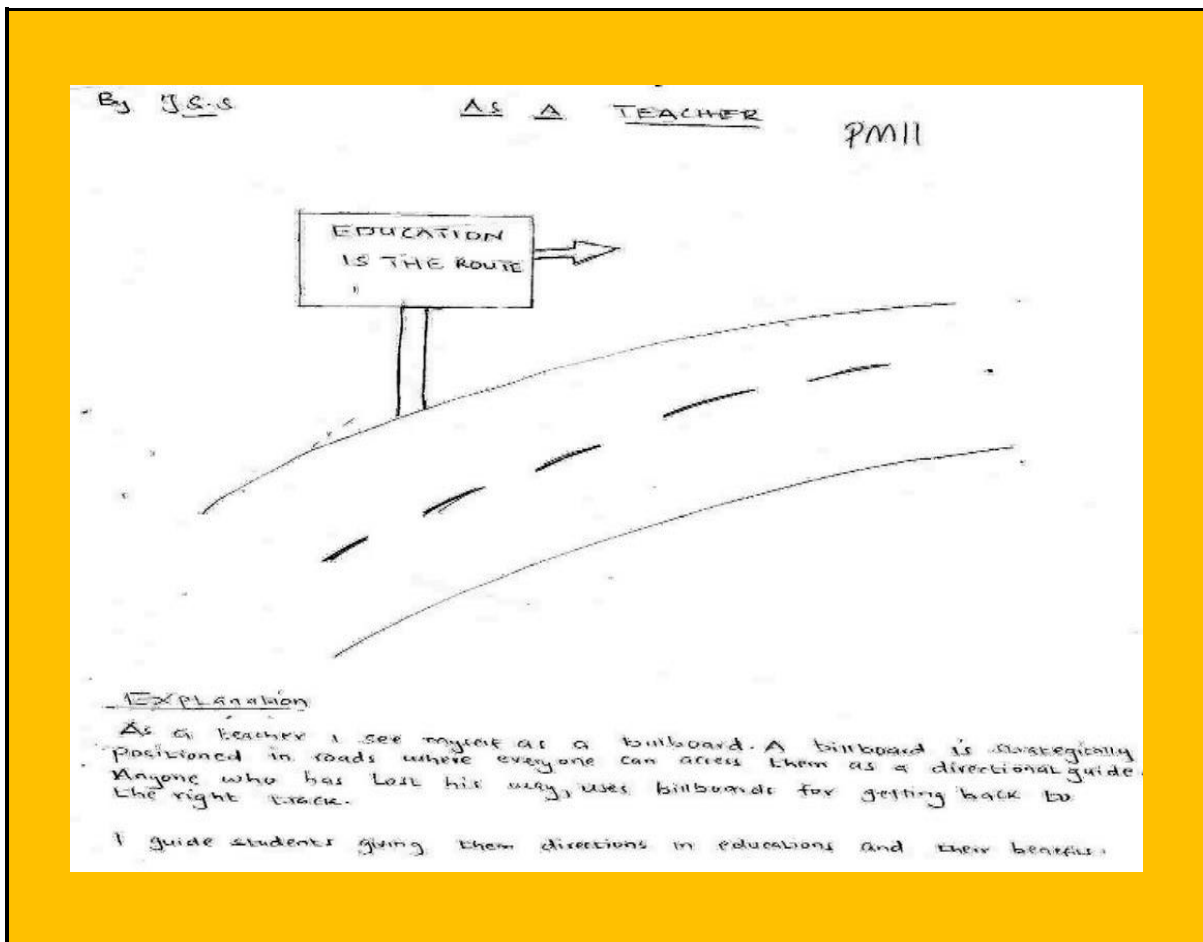 By J.S.S
AS A TEACHER
PM11
EDUCATION
IS THE ROUTE
Explanation
As a teacher I see myself as a billboard. A billboard is strategically
positioned in roads where everyone can access them as a directional guide.
Anyone who has lost his way, uses billboards for getting back to
the right track.
I guide students giving them directions in educations and their benefits.